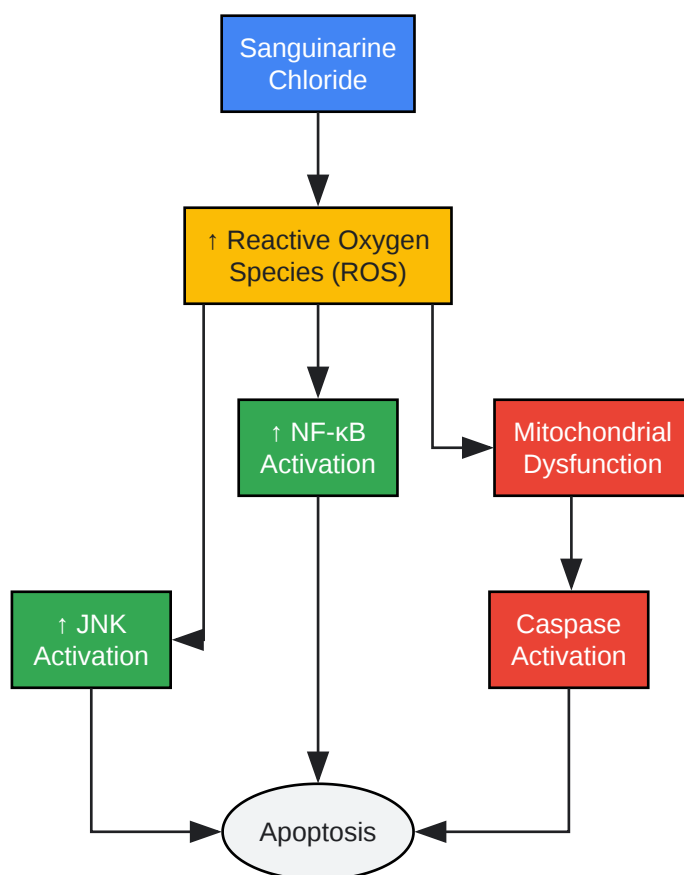 Sanguinarine
Chloride
↑ Reactive Oxygen
Species (ROS)
↑ NF-κB
Activation
Mitochondrial
Dysfunction
↑ JNK
Activation
Caspase
Activation
Apoptosis